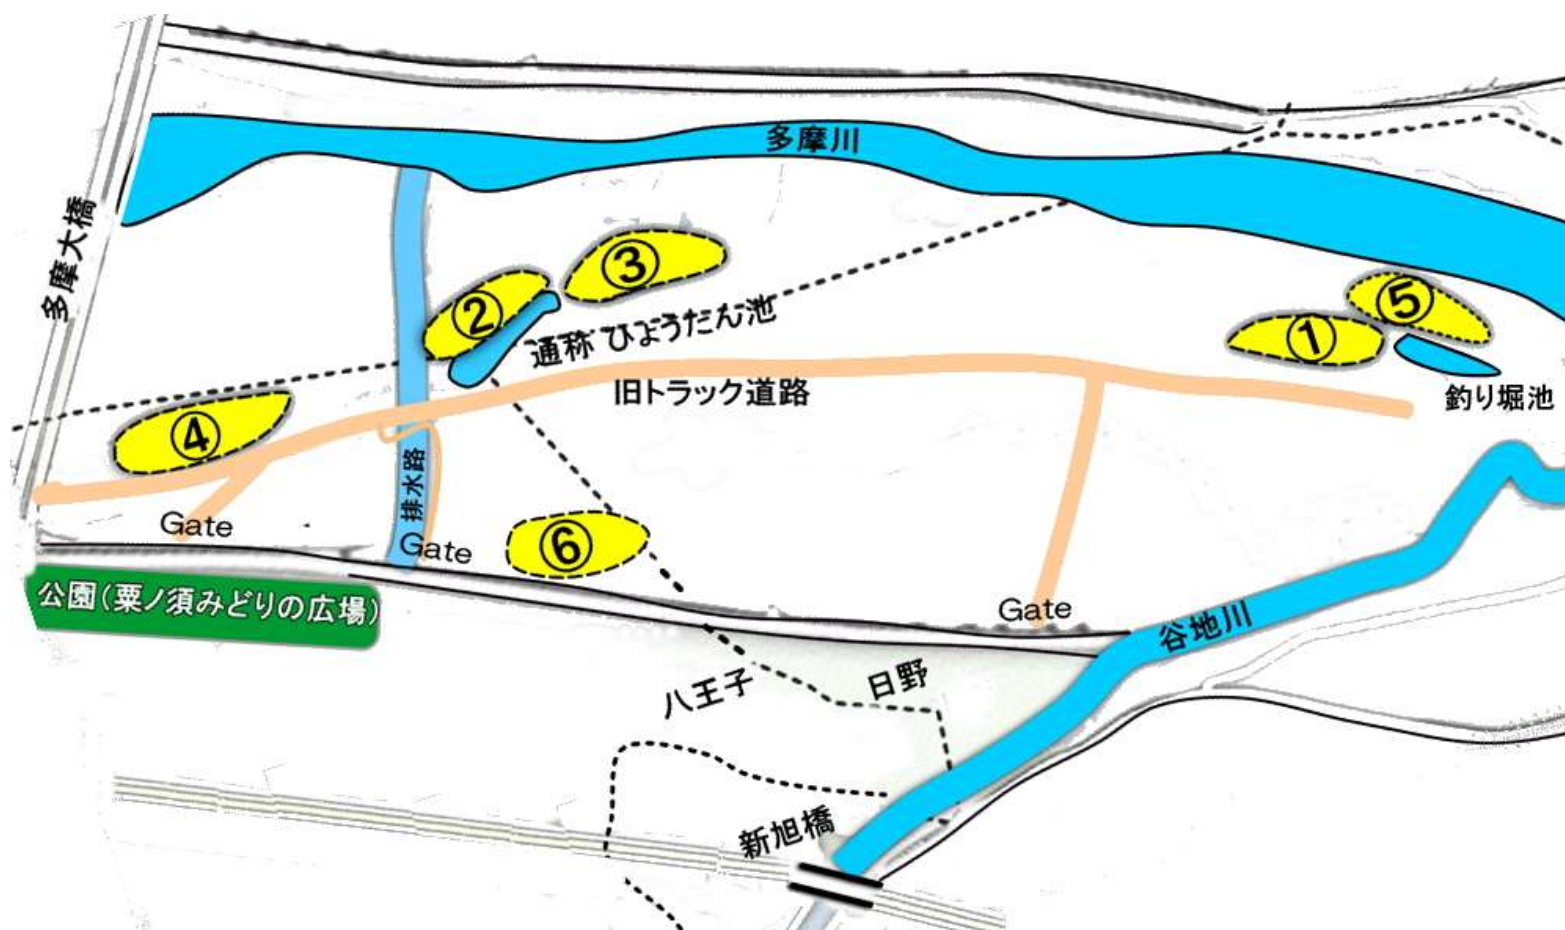 多摩川
多摩大橋
③
②
⑤
①
通称 ひょうたん池
旧トラック道路
釣り堀池
④
排水路
Gate
Gate
⑥
公園(粟ノ須みどりの広場)
Gate
谷地川
八王子
日野
新旭橋